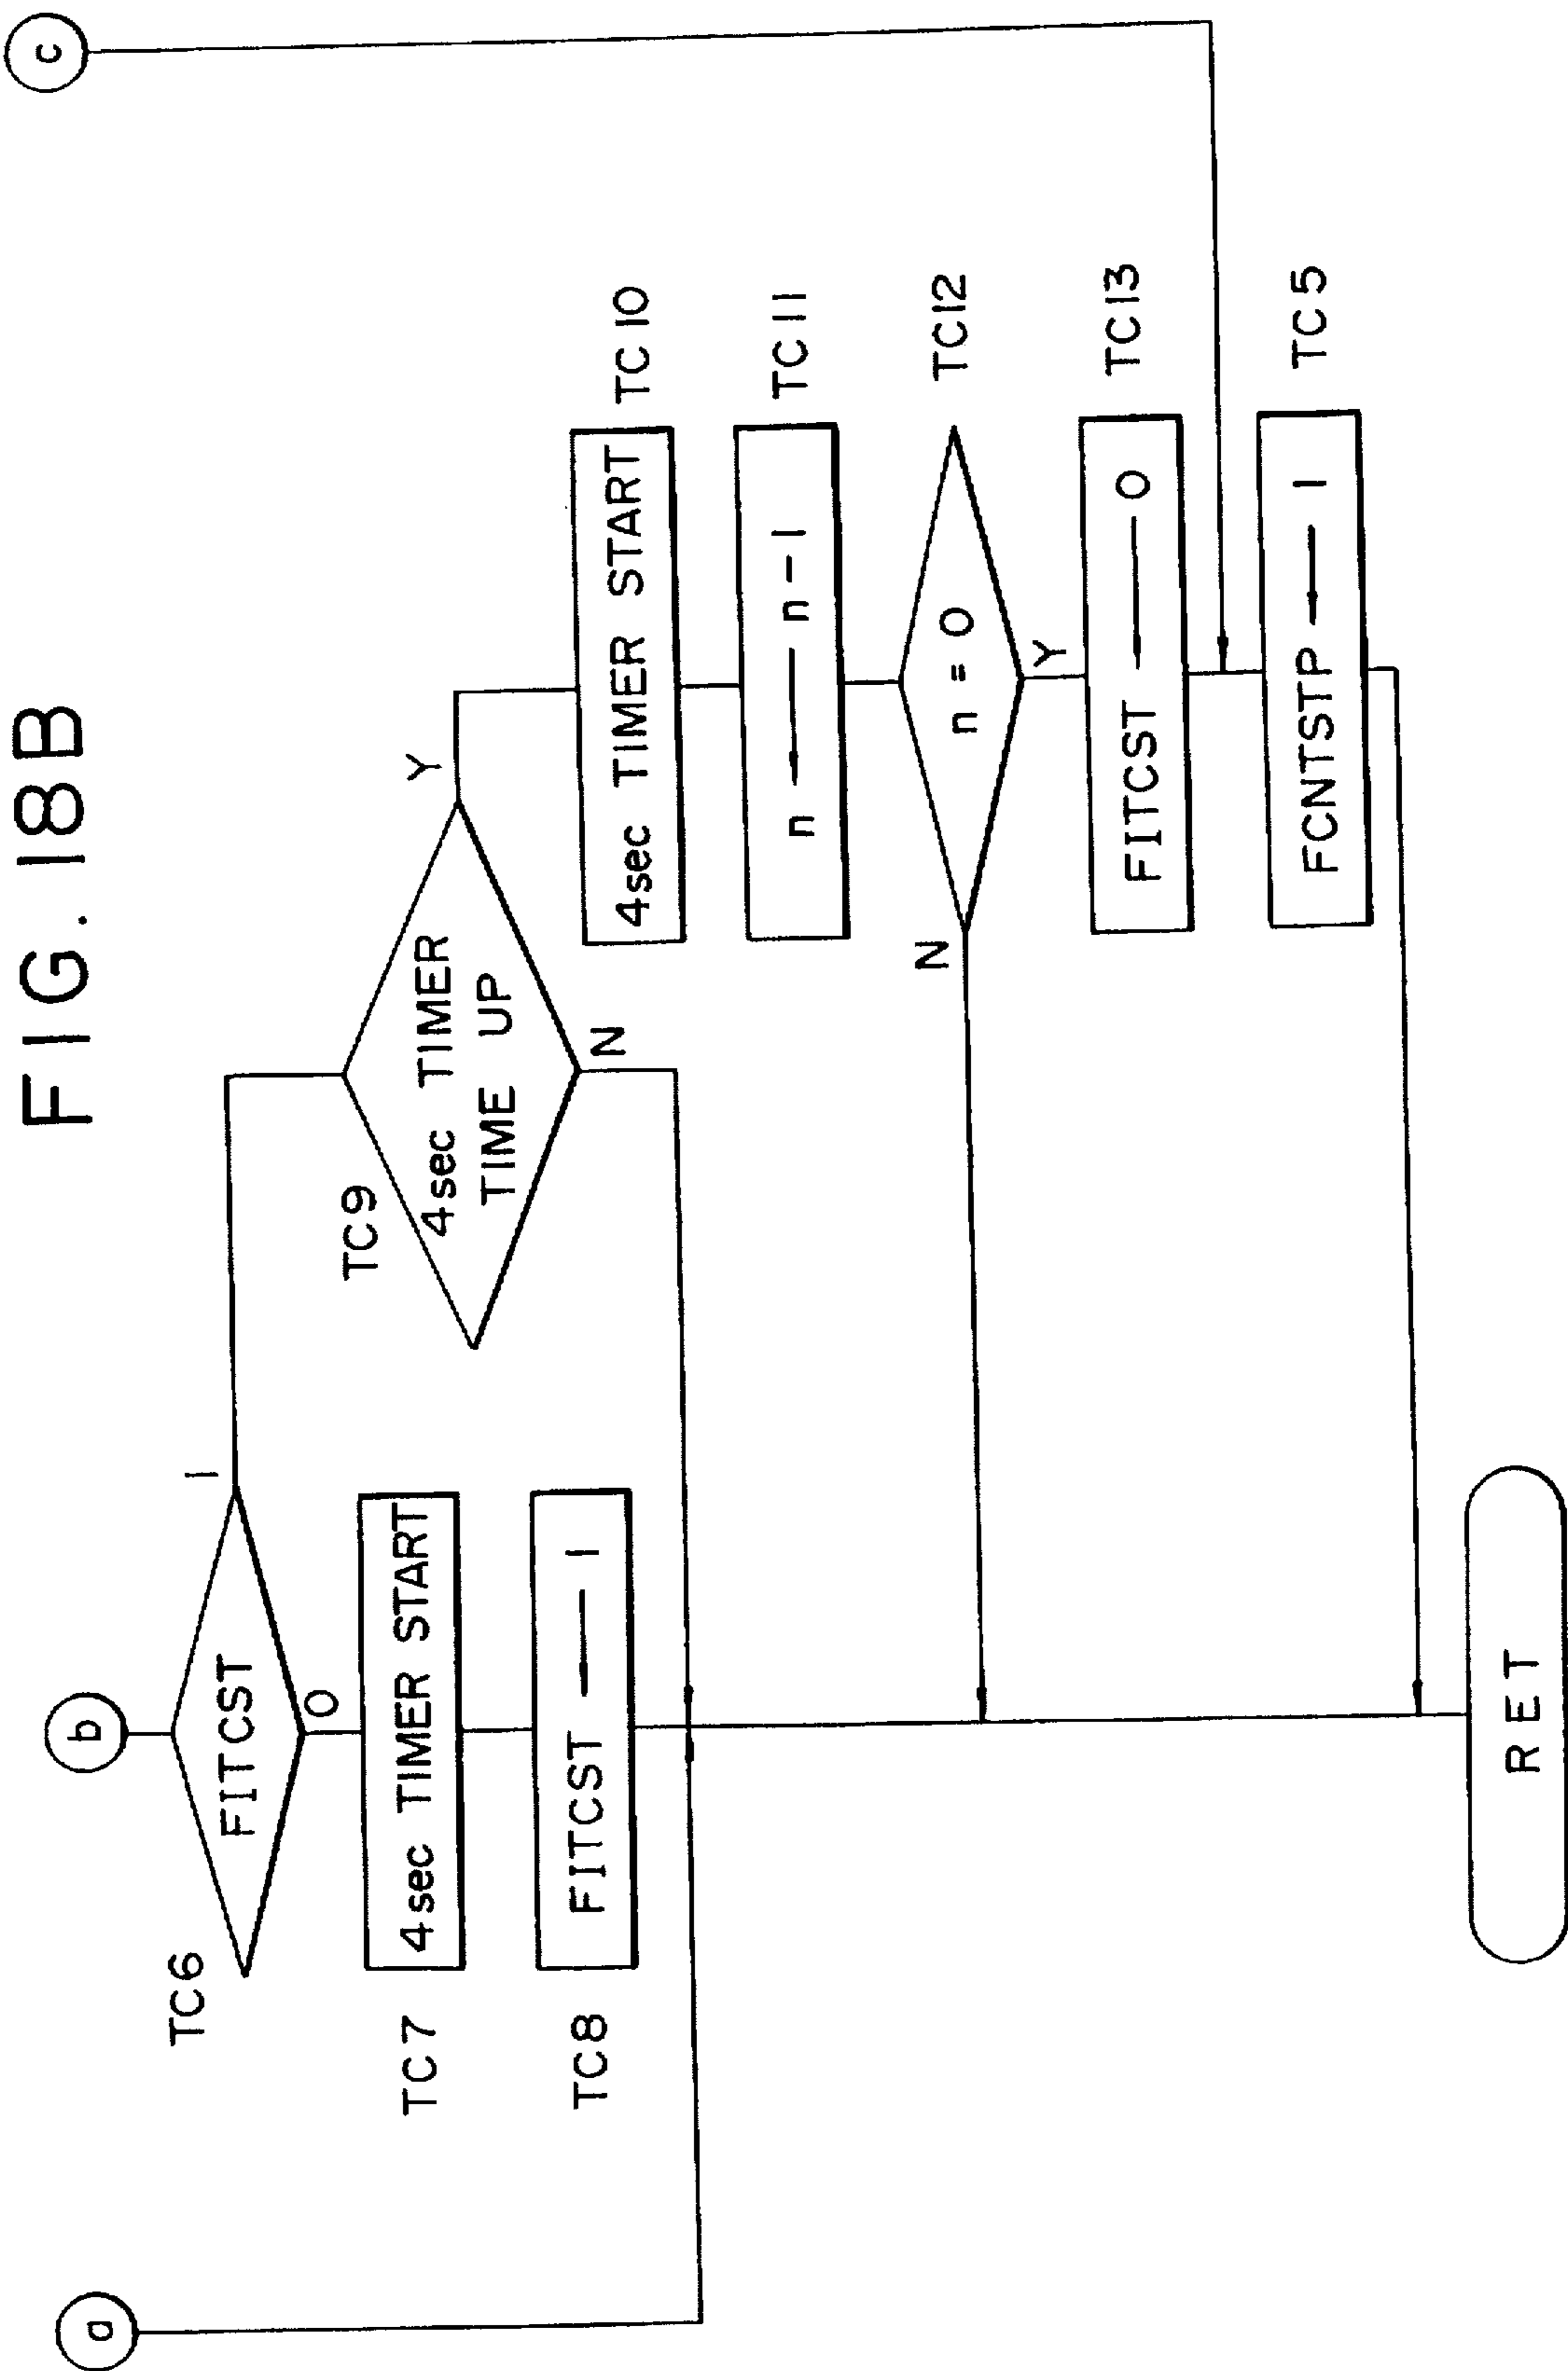 FIG. 18B
a
b
c
TC6
FITCST
1
0
TC7
4sec TIMER START
TC8
FITCST ← 1
TC9
4sec TIMER
TIME UP
Y
N
4sec TIMER START
TC10
n ← n-1
TC11
n = 0
TC12
N
Y
FITCST ← 0
TC13
FCNTSTP ← 1
TC5
RET